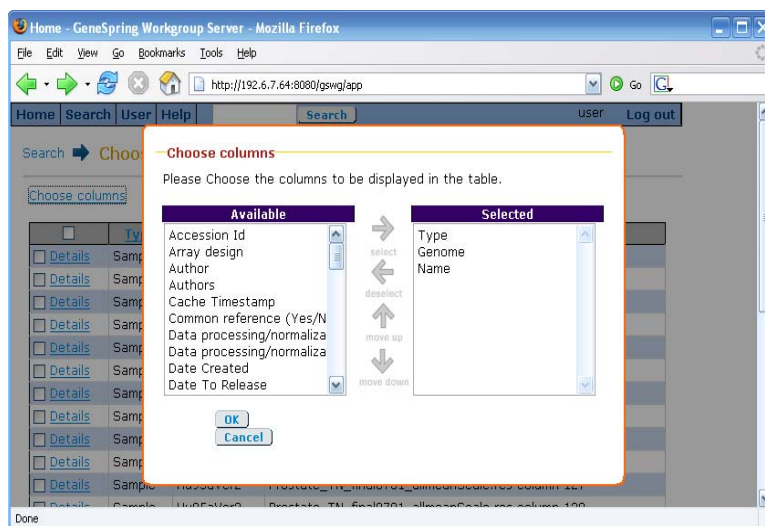 Home - GeneSpring Workgroup Server - Mozilla Firefox
File Edit View Go Bookmarks Tools Help
http://192.6.7.64:8080/gswg/app Go
Home Search User Help Search user Log out
Search
Choose columns
Please Choose the columns to be displayed in the table.
Choose columns
Available Selected
Accession Id
Array design
Author
Authors
Cache Timestamp
Common reference (Yes/N
Data processing/normaliza
Data processing/normaliza
Date Created
Date To Release
select
deselect
move up
move down
Type
Genome
Name
Details
Details
Details
Details
Details
Details
Details
Details
Details
Details
Details
OK
Cancel
Details Sample
Done